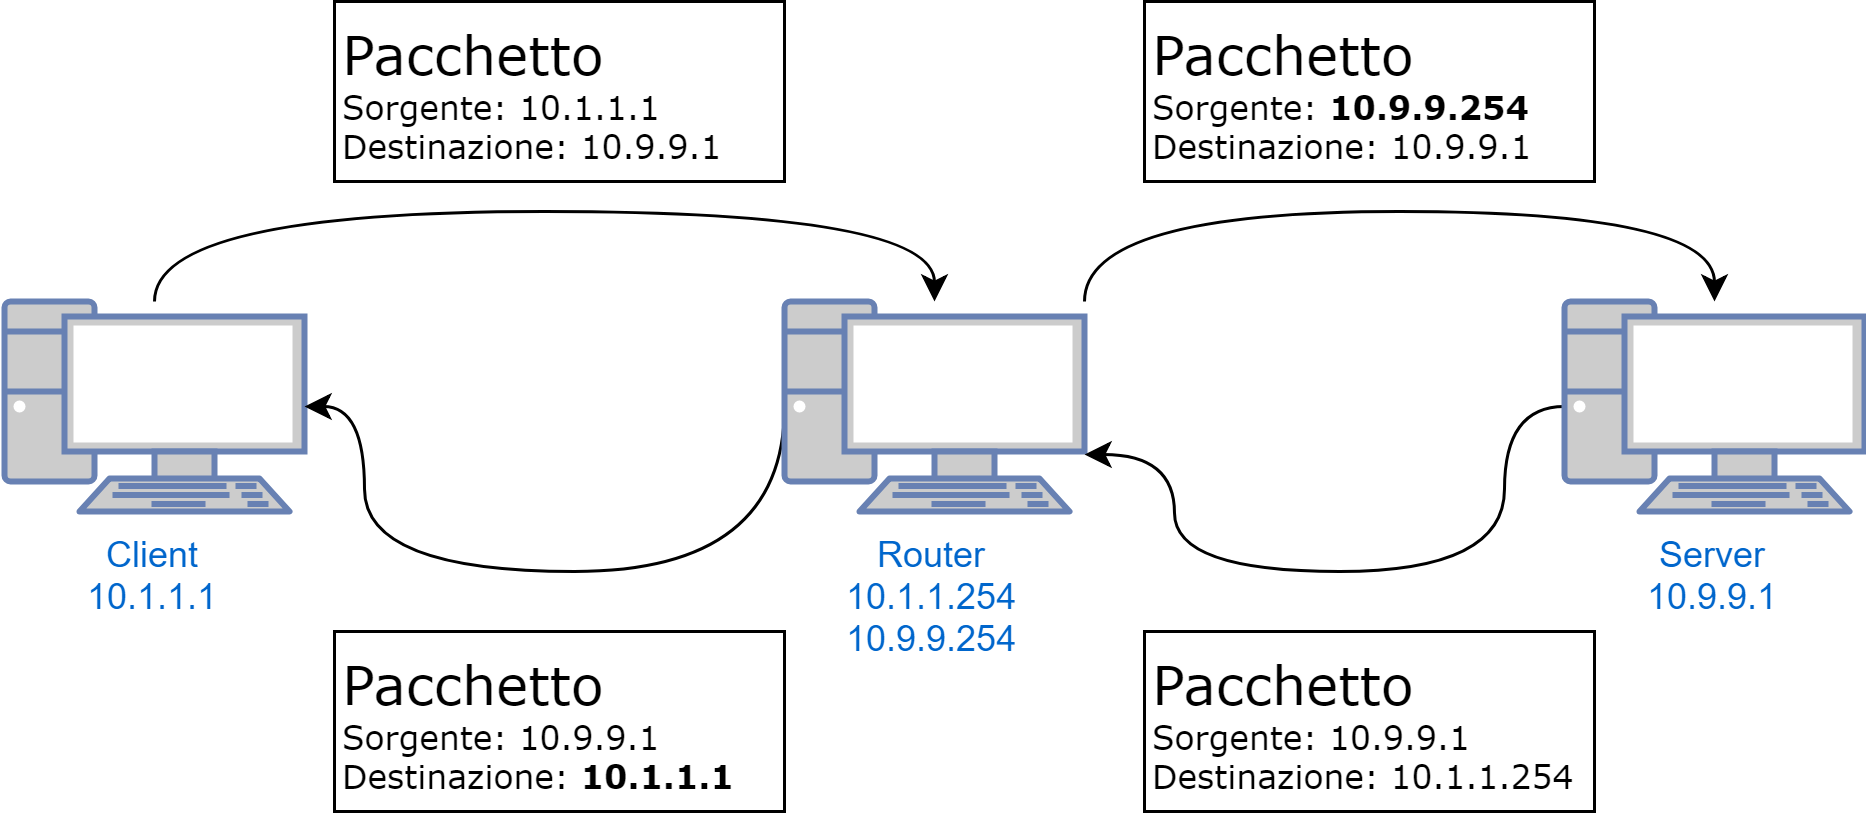 Pacchetto
Sorgente: 10.1.1.1
Destinazione: 10.9.9.1
Pacchetto
Sorgente: 10.9.9.254
Destinazione: 10.9.9.1
Client
10.1.1.1
Router
10.1.1.254
10.9.9.254
Server
10.9.9.1
Pacchetto
Sorgente: 10.9.9.1
Destinazione: 10.1.1.1
Pacchetto
Sorgente: 10.9.9.1
Destinazione: 10.1.1.254